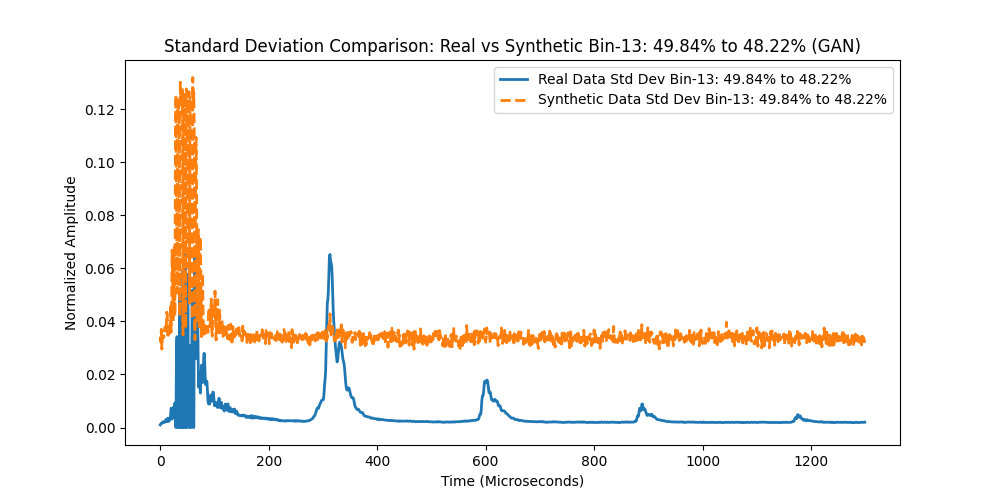 Standard Deviation Comparison: Real vs Synthetic Bin-13: 49.84% to 48.22% (GAN)
Real Data Std Dev Bin-13: 49.84% to 48.22%
Synthetic Data Std Dev Bin-13: 49.84% to 48.22%
Normalized Amplitude
0.12
0.10
0.08
0.06
0.04
0.02
0.00
0 200 400 600 800 1000 1200
Time (Microseconds)